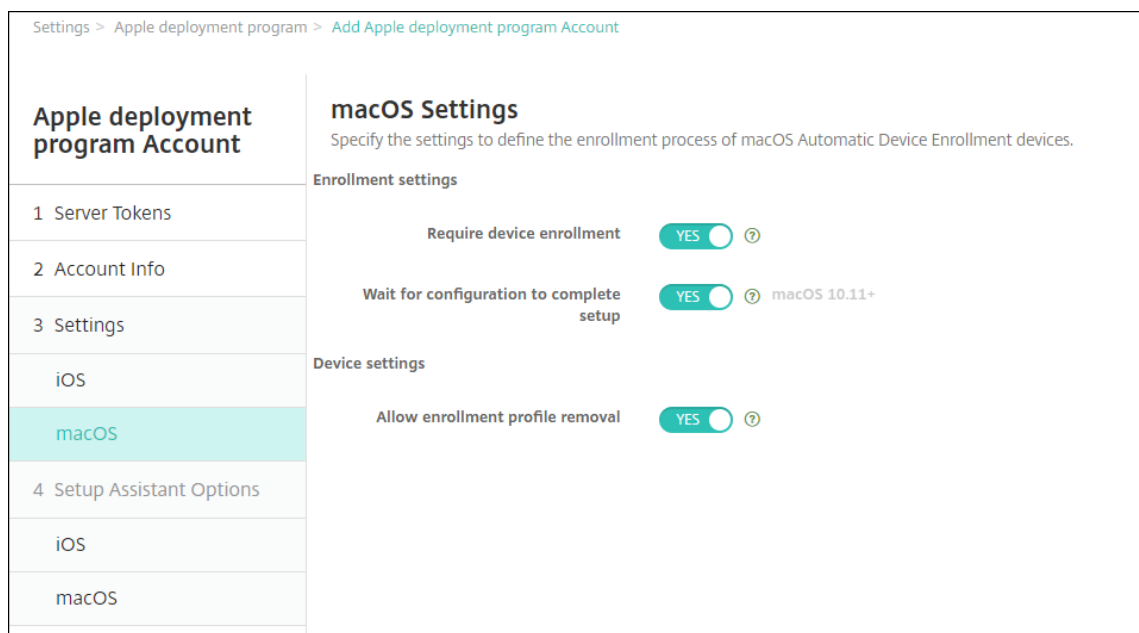 Settings > Apple deployment program > Add Apple deployment program Account
Apple deployment
program Account
1 Server Tokens
2 Account Info
3 Settings
iOS
macOS
4 Setup Assistant Options
iOS
macOS
macOS Settings
Specify the settings to define the enrollment process of macOS Automatic Device Enrollment devices.
Enrollment settings
Require device enrollment YES ?
Wait for configuration to complete YES ? macOS 10.11+
setup
Device settings
Allow enrollment profile removal YES ?